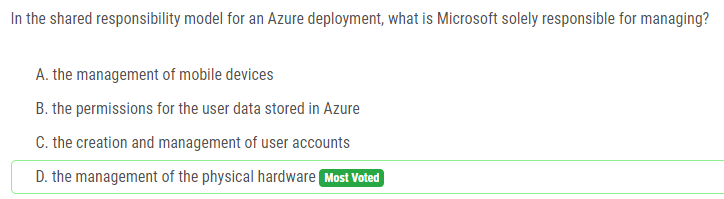 In the shared responsibility model for an Azure deployment, what is Microsoft solely responsible for managing?
A. the management of mobile devices
B. the permissions for the user data stored in Azure
C. the creation and management of user accounts
D. the management of the physical hardware Most Voted